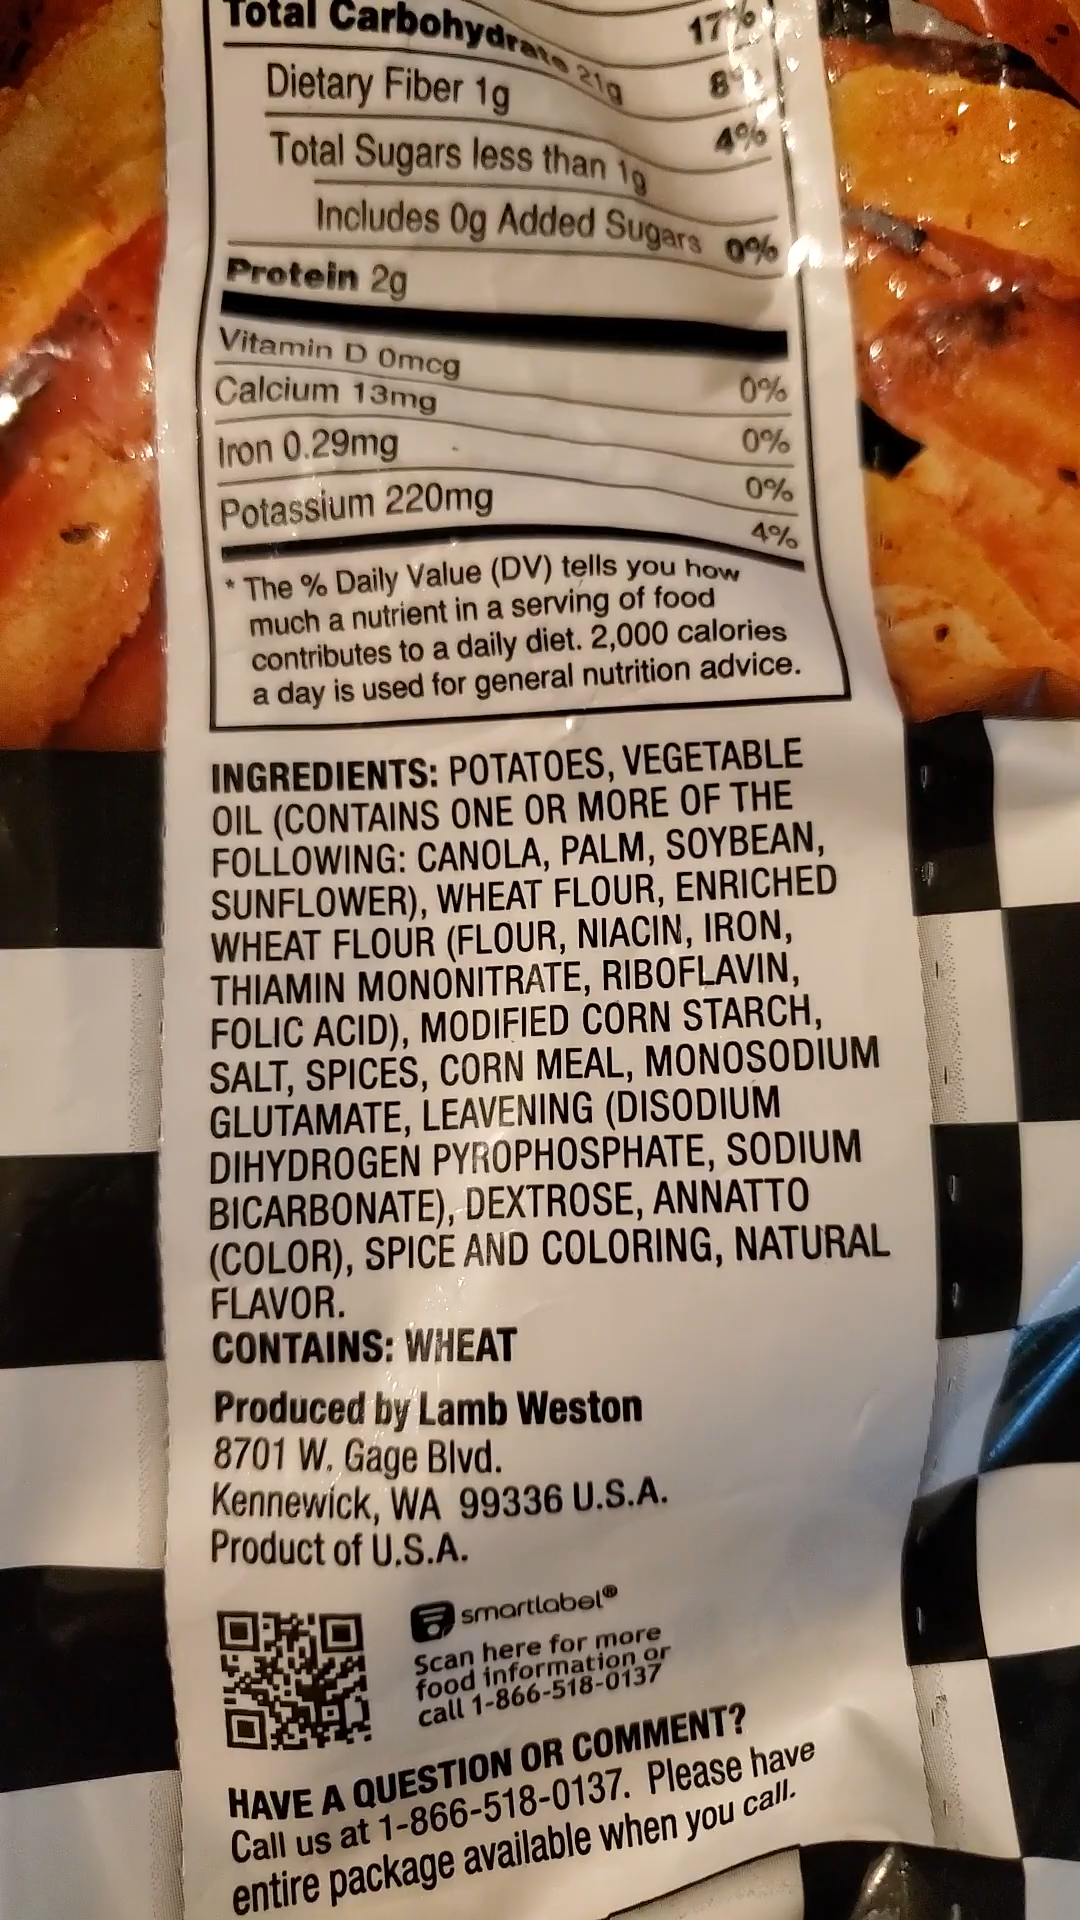 Total Carbohydrate 21g
17%
8%
Dietary Fiber 1g
4%
Total Sugars less than 1g
Includes 0g Added Sugars 0%
Protein 2g
Vitamin D 0mcg 0%
Calcium 13mg 0%
Iron 0.29mg 0%
Potassium 220mg 4%
* The % Daily Value (DV) tells you how
much a nutrient in a serving of food
contributes to a daily diet. 2,000 calories
a day is used for general nutrition advice.
INGREDIENTS: POTATOES, VEGETABLE
OIL (CONTAINS ONE OR MORE OF THE
FOLLOWING: CANOLA, PALM, SOYBEAN,
SUNFLOWER), WHEAT FLOUR, ENRICHED
WHEAT FLOUR (FLOUR, NIACIN, IRON,
THIAMIN MONONITRATE, RIBOFLAVIN,
FOLIC ACID), MODIFIED CORN STARCH,
SALT, SPICES, CORN MEAL, MONOSODIUM
GLUTAMATE, LEAVENING (DISODIUM
DIHYDROGEN PYROPHOSPHATE, SODIUM
BICARBONATE), DEXTROSE, ANNATTO
(COLOR), SPICE AND COLORING, NATURAL
FLAVOR.
CONTAINS: WHEAT
Produced by Lamb Weston
8701 W. Gage Blvd.
Kennewick, WA 99336 U.S.A.
Product of U.S.A.
smartlabel®
Scan here for more
food information or
call 1-866-518-0137
HAVE A QUESTION OR COMMENT?
Call us at 1-866-518-0137. Please have
entire package available when you call.